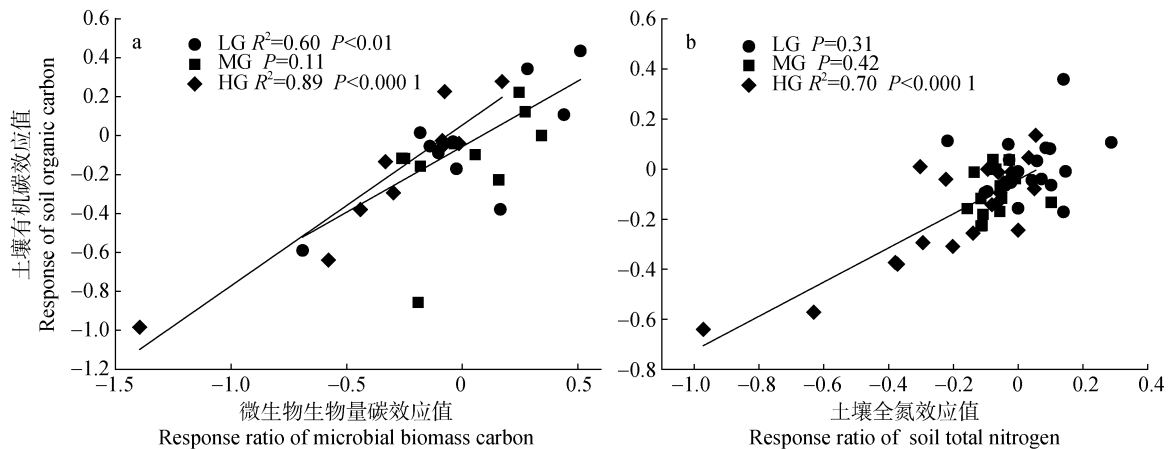 a
LG R²=0.60 P<0.01
MG P=0.11
HG R²=0.89 P<0.000 1
0.6
0.4
0.2
0
−0.2
−0.4
−0.6
−0.8
−1.0
−1.2
−1.5
−1.0
−0.5
0
0.5
土壤有机碳效应值
Response of soil organic carbon
微生物生物量碳效应值
Response ratio of microbial biomass carbon
b
LG P=0.31
MG P=0.42
HG R²=0.70 P<0.000 1
0.6
0.4
0.2
0
−0.2
−0.4
−0.6
−0.8
−1.0
−0.8
−0.6
−0.4
−0.2
0
0.2
0.4
土壤全氮效应值
Response ratio of soil total nitrogen